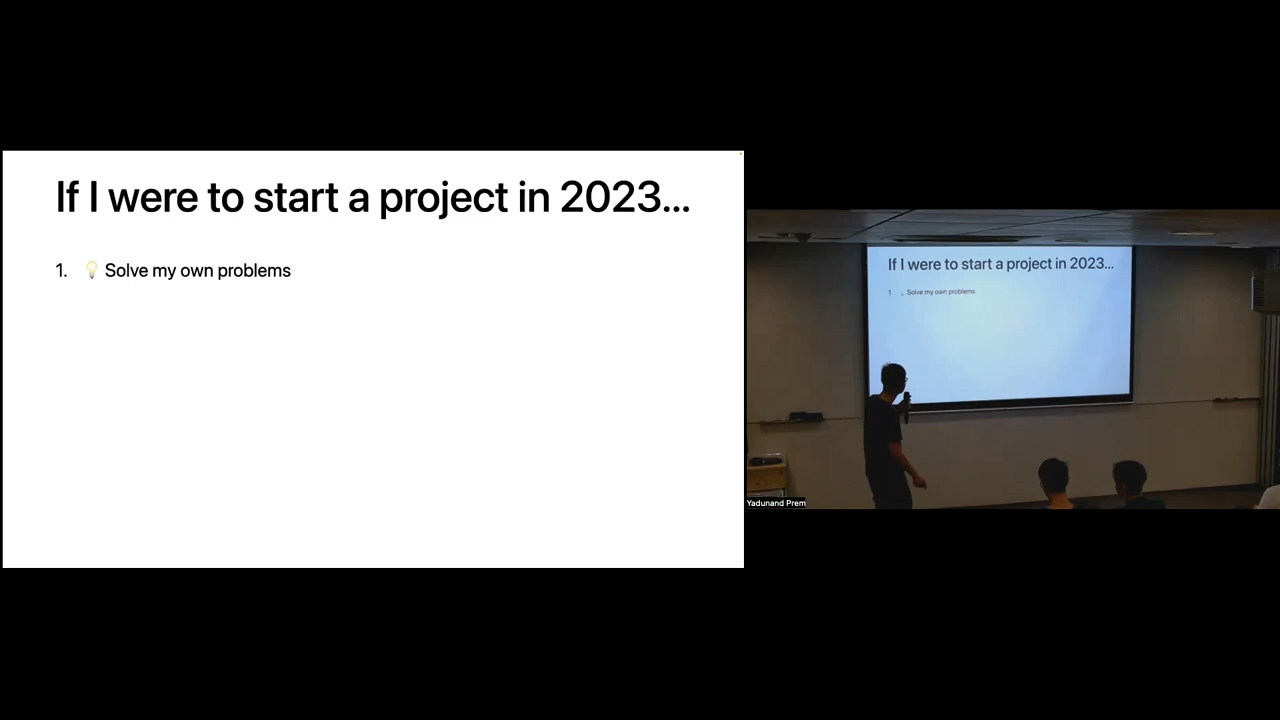 If I were to start a project in 2023...
1. 💡 Solve my own problems
If I were to start a project in 2023...
1 Solve my own problems
Yadunand Prem